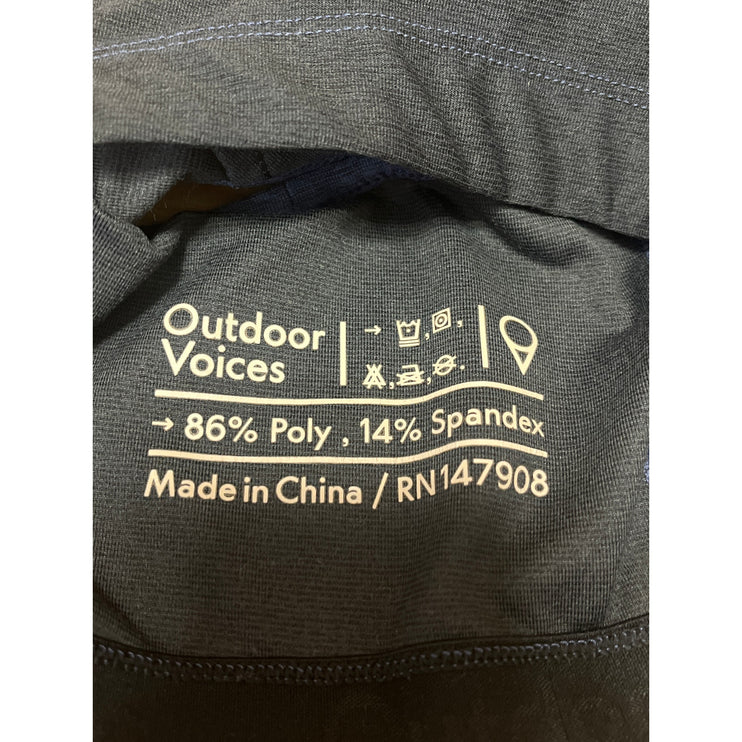 Outdoor
Voices
→ , ,
, , .
→ 86% Poly , 14% Spandex
Made in China / RN147908